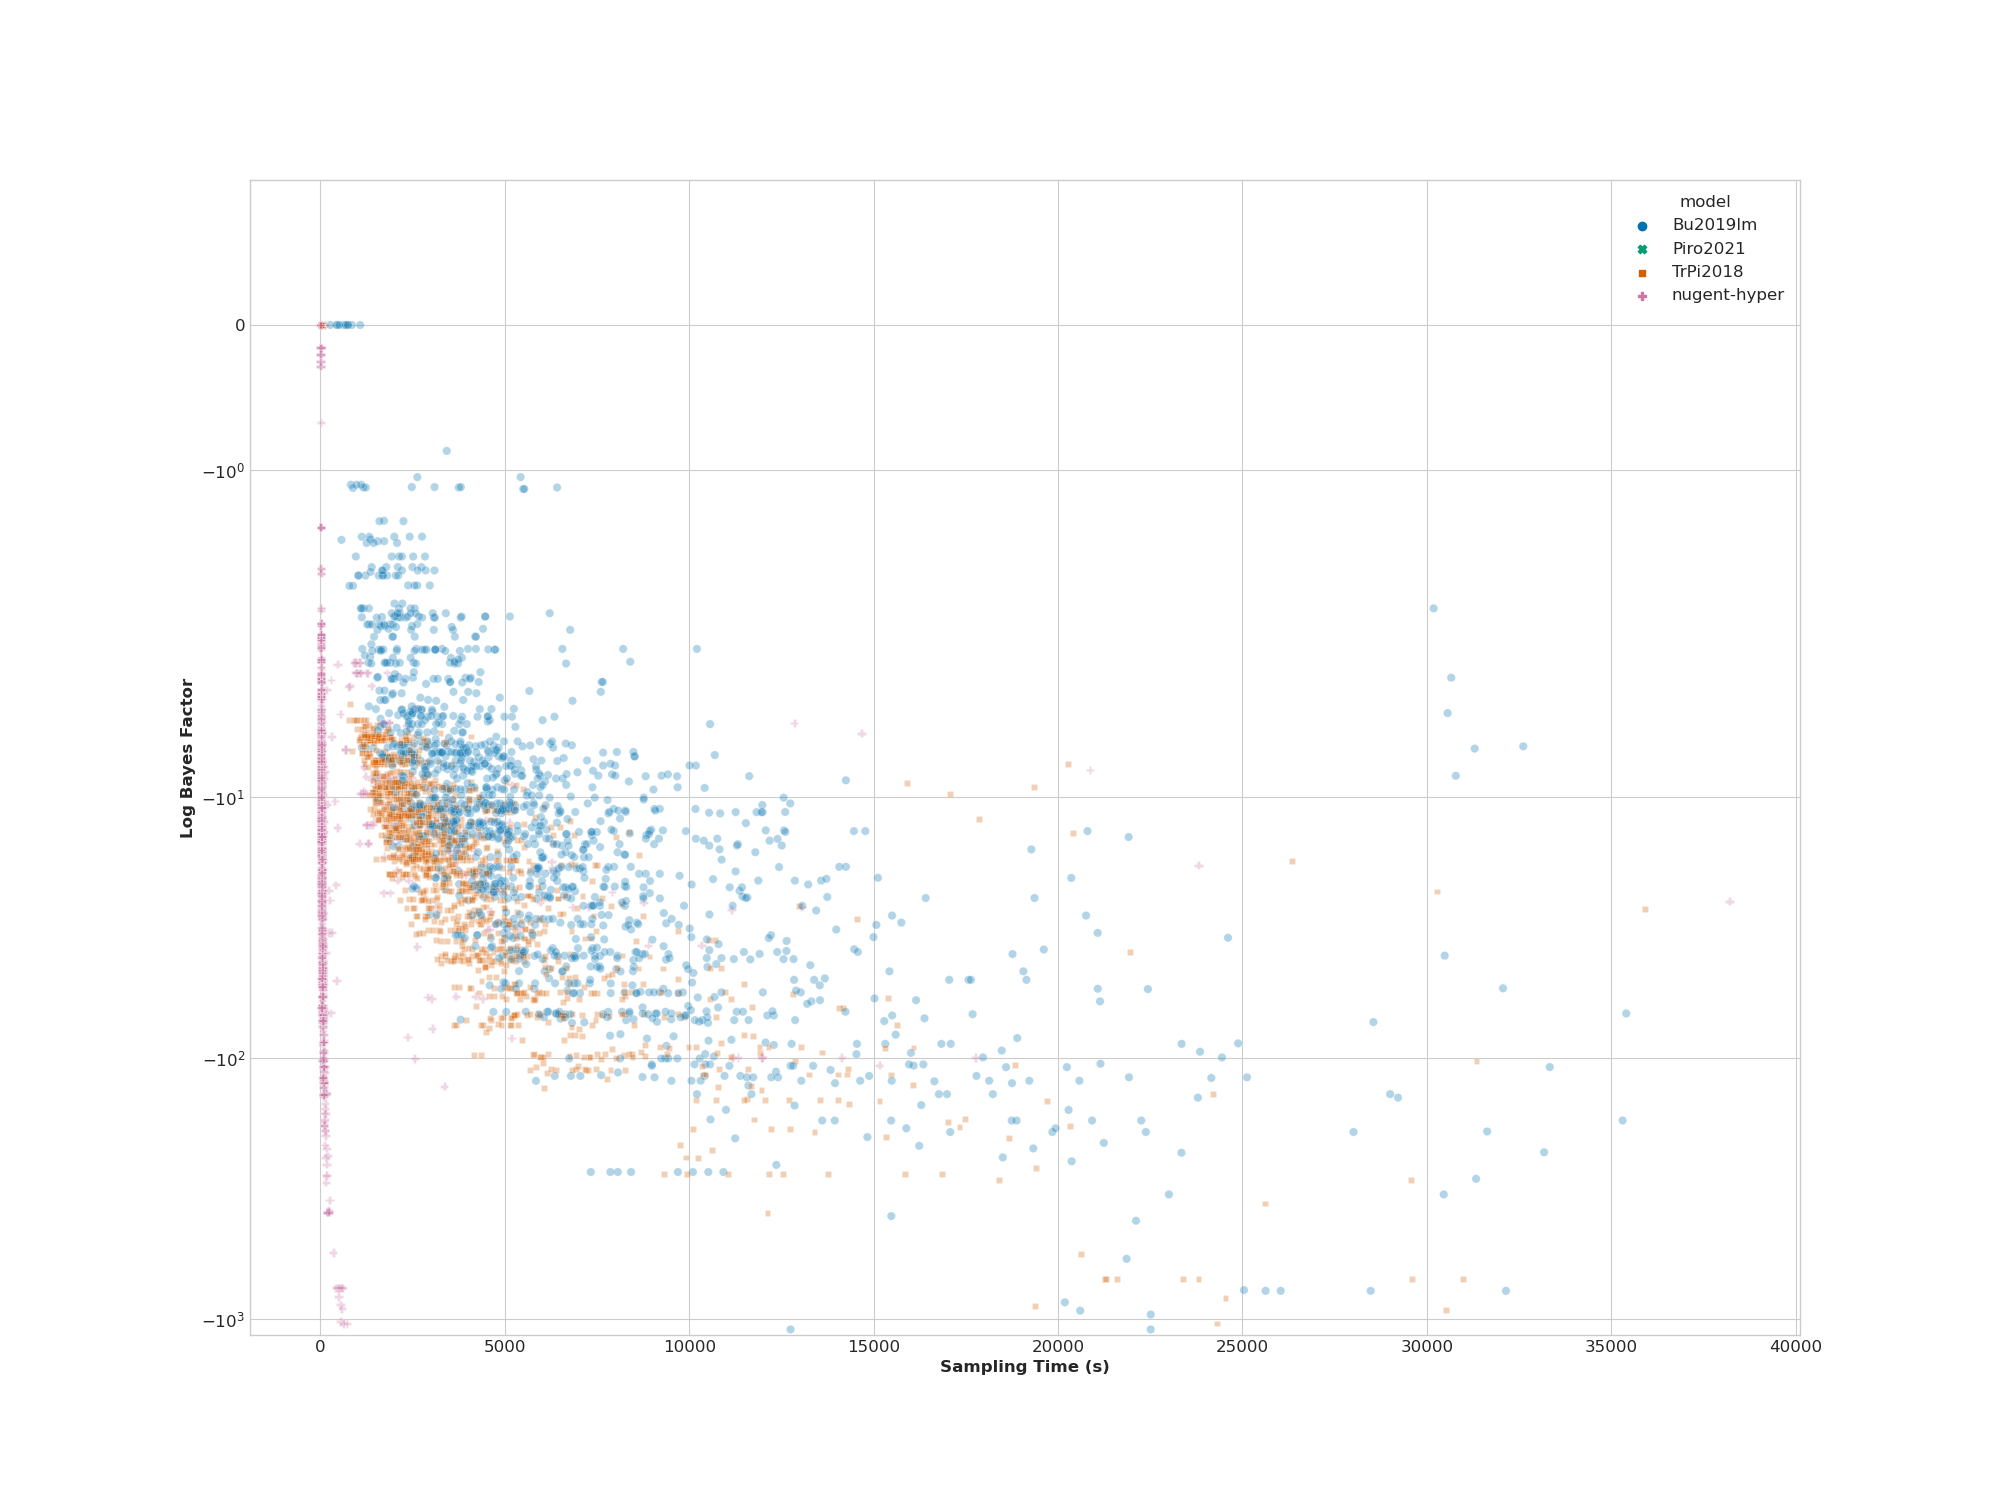 model
Bu2019lm
Piro2021
TrPi2018
nugent-hyper
0
−10⁰
−10¹
−10²
−10³
Log Bayes Factor
0 5000 10000 15000 20000 25000 30000 35000 40000
Sampling Time (s)